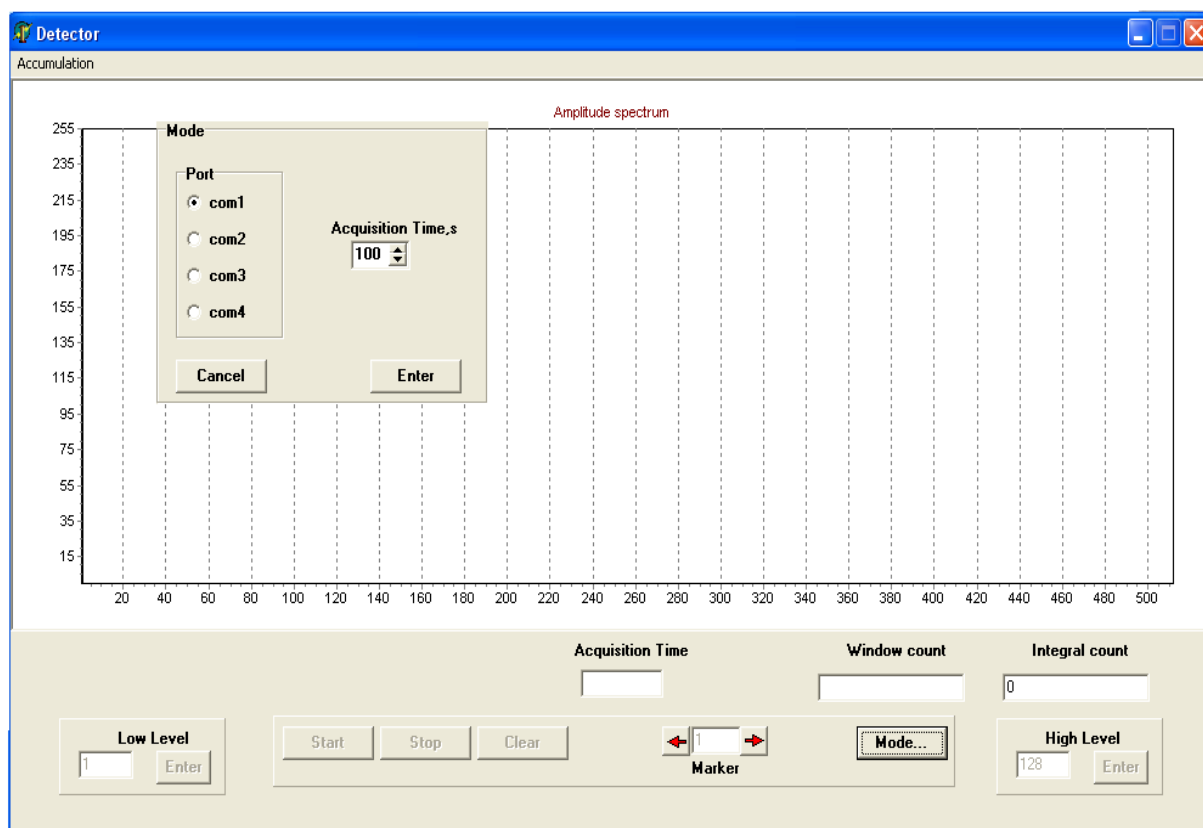 Detector
Accumulation
Amplitude spectrum
255
235
215
195
175
155
135
115
95
75
55
35
15
Mode
Port
com1
com2
com3
com4
Acquisition Time,s
100
Cancel Enter
20 40 60 80 100 120 140 160 180 200 220 240 260 280 300 320 340 360 380 400 420 440 460 480 500
Acquisition Time Window count Integral count
0
Low Level
1 Enter
Start Stop Clear
1
Marker
Mode...
High Level
128 Enter